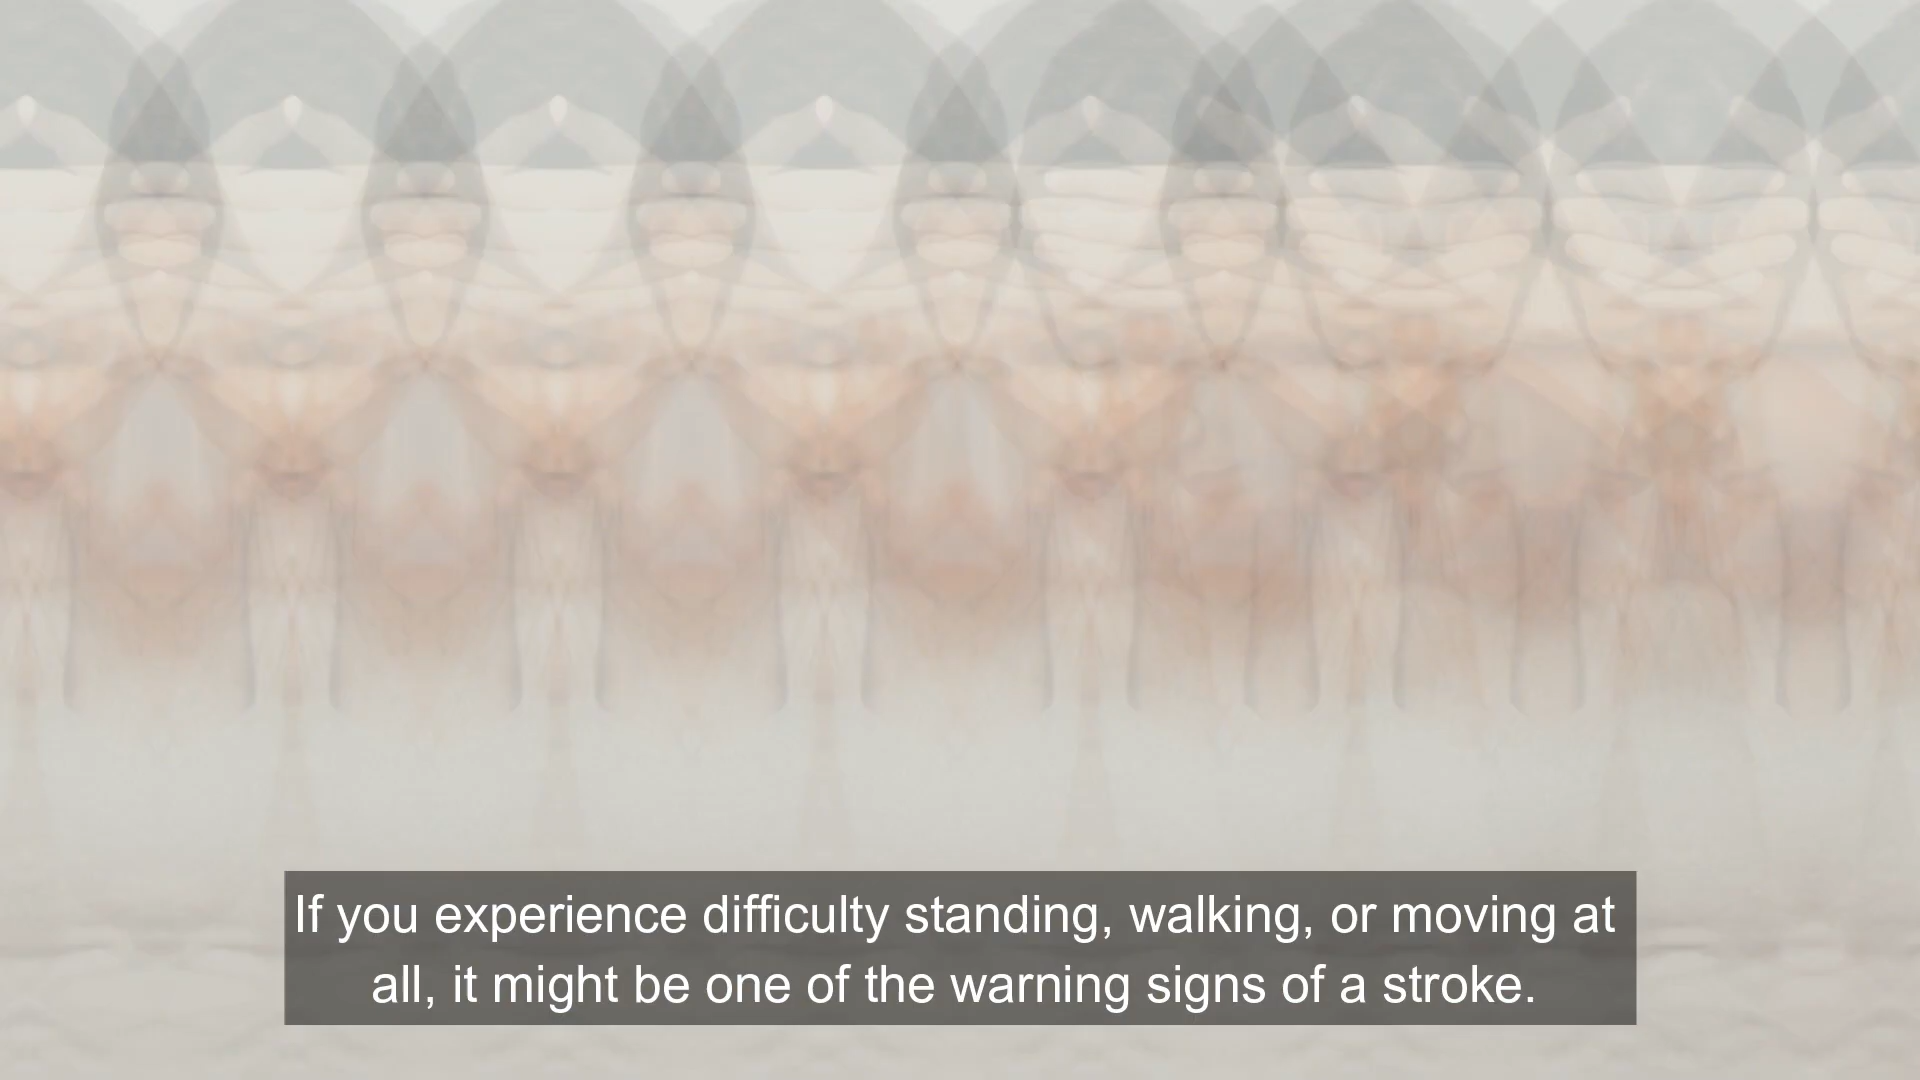 If you experience difficulty standing, walking, or moving at
all, it might be one of the warning signs of a stroke.